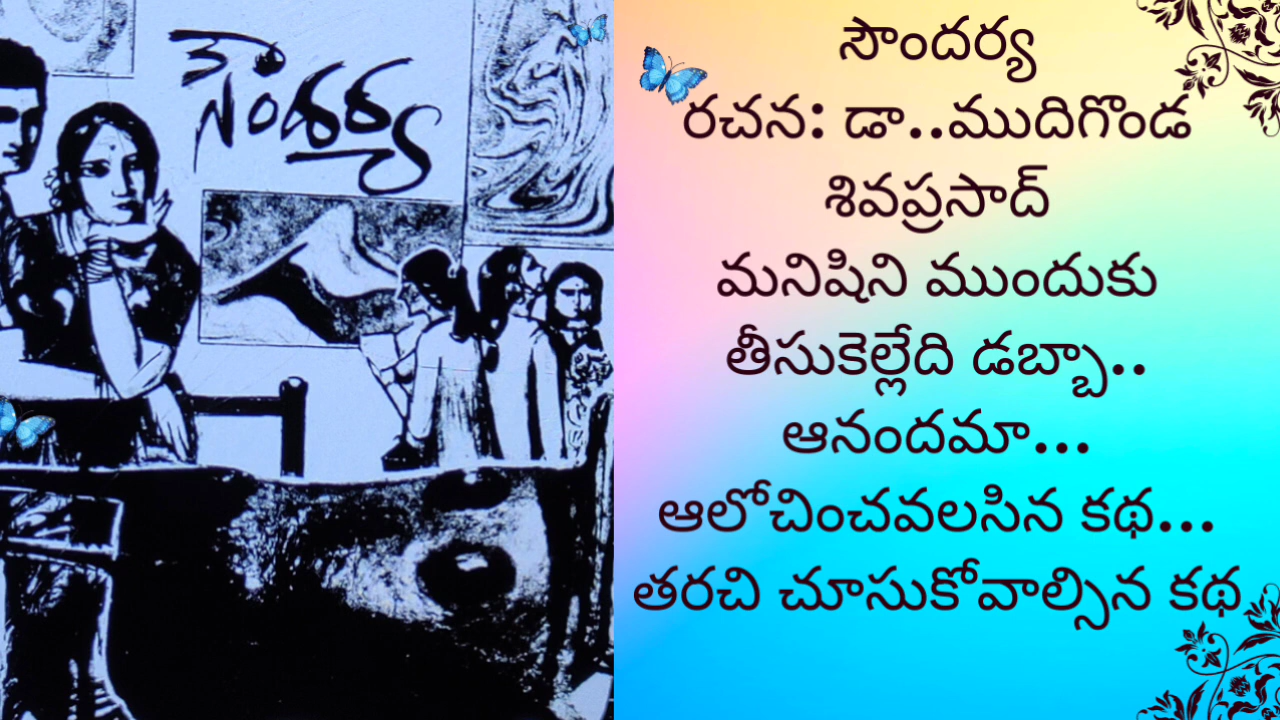 సౌందర్య
సౌందర్య
రచన: డా..ముదిగొండ
శివప్రసాద్
మనిషిని ముందుకు
తీసుకెల్లేది డబ్బా..
ఆనందమా...
ఆలోచించవలసిన కథ...
తరచి చూసుకోవాల్సిన కథ